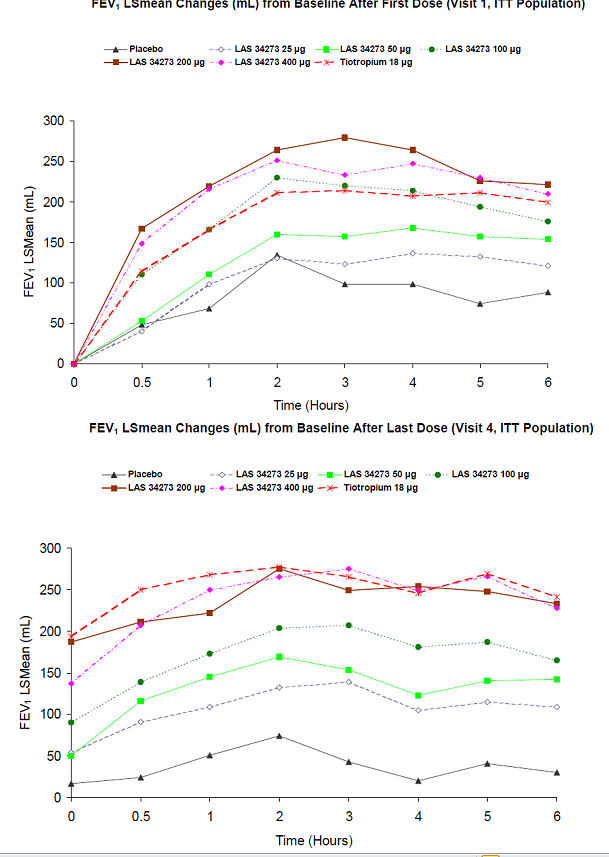 FEV₁ LSmean Changes (mL) from Baseline After First Dose (Visit 1, ITT Population)
Placebo LAS 34273 25 µg LAS 34273 50 µg LAS 34273 100 µg
LAS 34273 200 µg LAS 34273 400 µg Tiotropium 18 µg
300
250
200
150
100
50
0
FEV₁ LSMean (mL)
0 0.5 1 2 3 4 5 6
Time (Hours)
FEV₁ LSmean Changes (mL) from Baseline After Last Dose (Visit 4, ITT Population)
Placebo LAS 34273 25 µg LAS 34273 50 µg LAS 34273 100 µg
LAS 34273 200 µg LAS 34273 400 µg Tiotropium 18 µg
300
250
200
150
100
50
0
FEV₁ LSMean (mL)
0 0.5 1 2 3 4 5 6
Time (Hours)